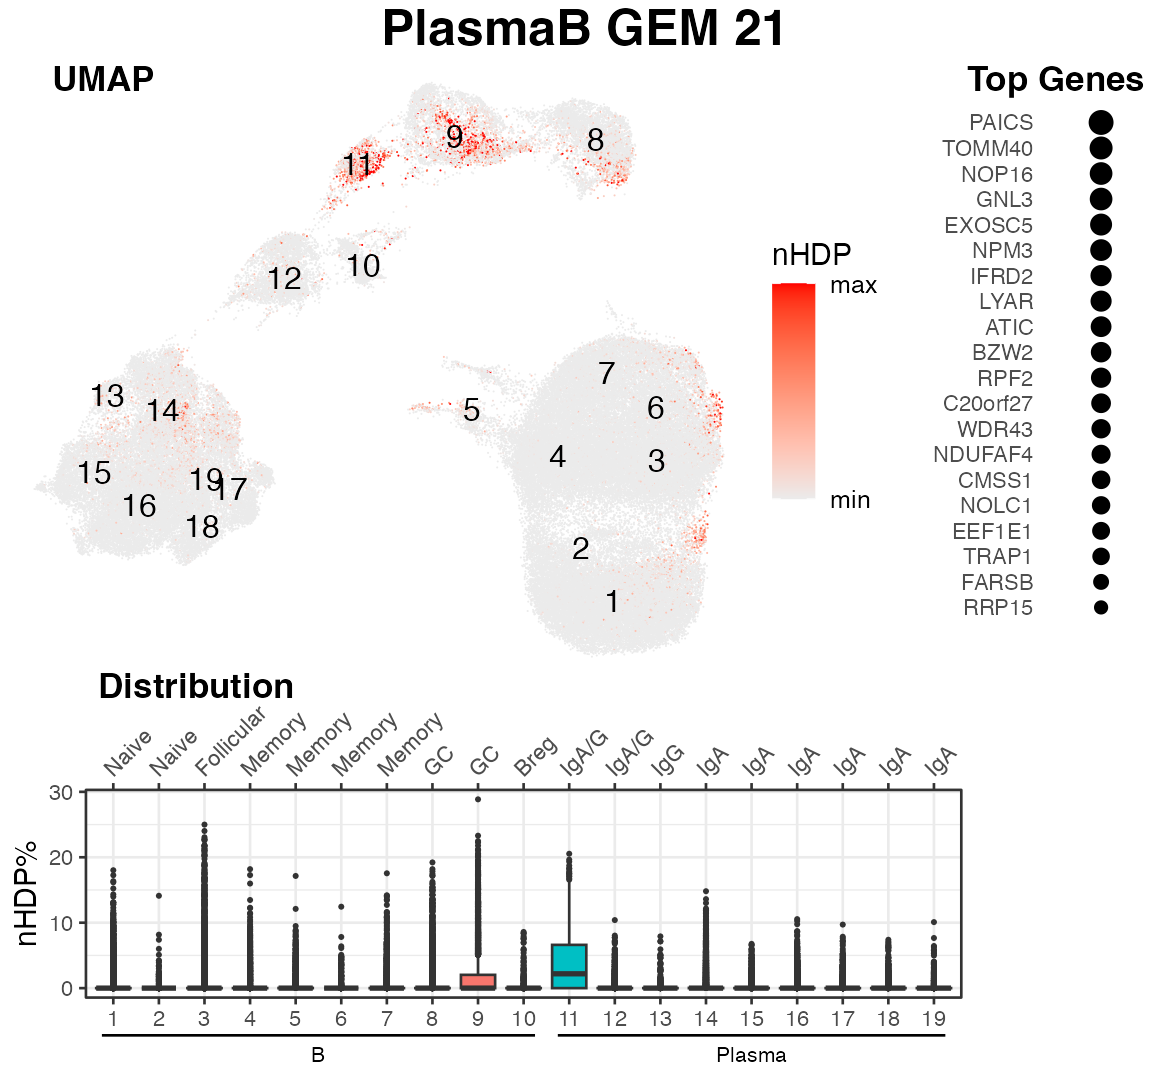 PlasmaB GEM 21
UMAP
Top Genes
9
8
11
12
10
7
13
14
5
6
4
3
15
19
17
16
18
2
1
nHDP
max
min
PAICS
TOMM40
NOP16
GNL3
EXOSC5
NPM3
IFRD2
LYAR
ATIC
BZW2
RPF2
C20orf27
WDR43
NDUFAF4
CMSS1
NOLC1
EEF1E1
TRAP1
FARSB
RRP15
Distribution
Naive Naive Follicular Memory Memory Memory Memory GC GC Breg IgA/G IgA/G IgG IgA IgA IgA IgA IgA IgA
nHDP%
30
20
10
0
1 2 3 4 5 6 7 8 9 10 11 12 13 14 15 16 17 18 19
B Plasma